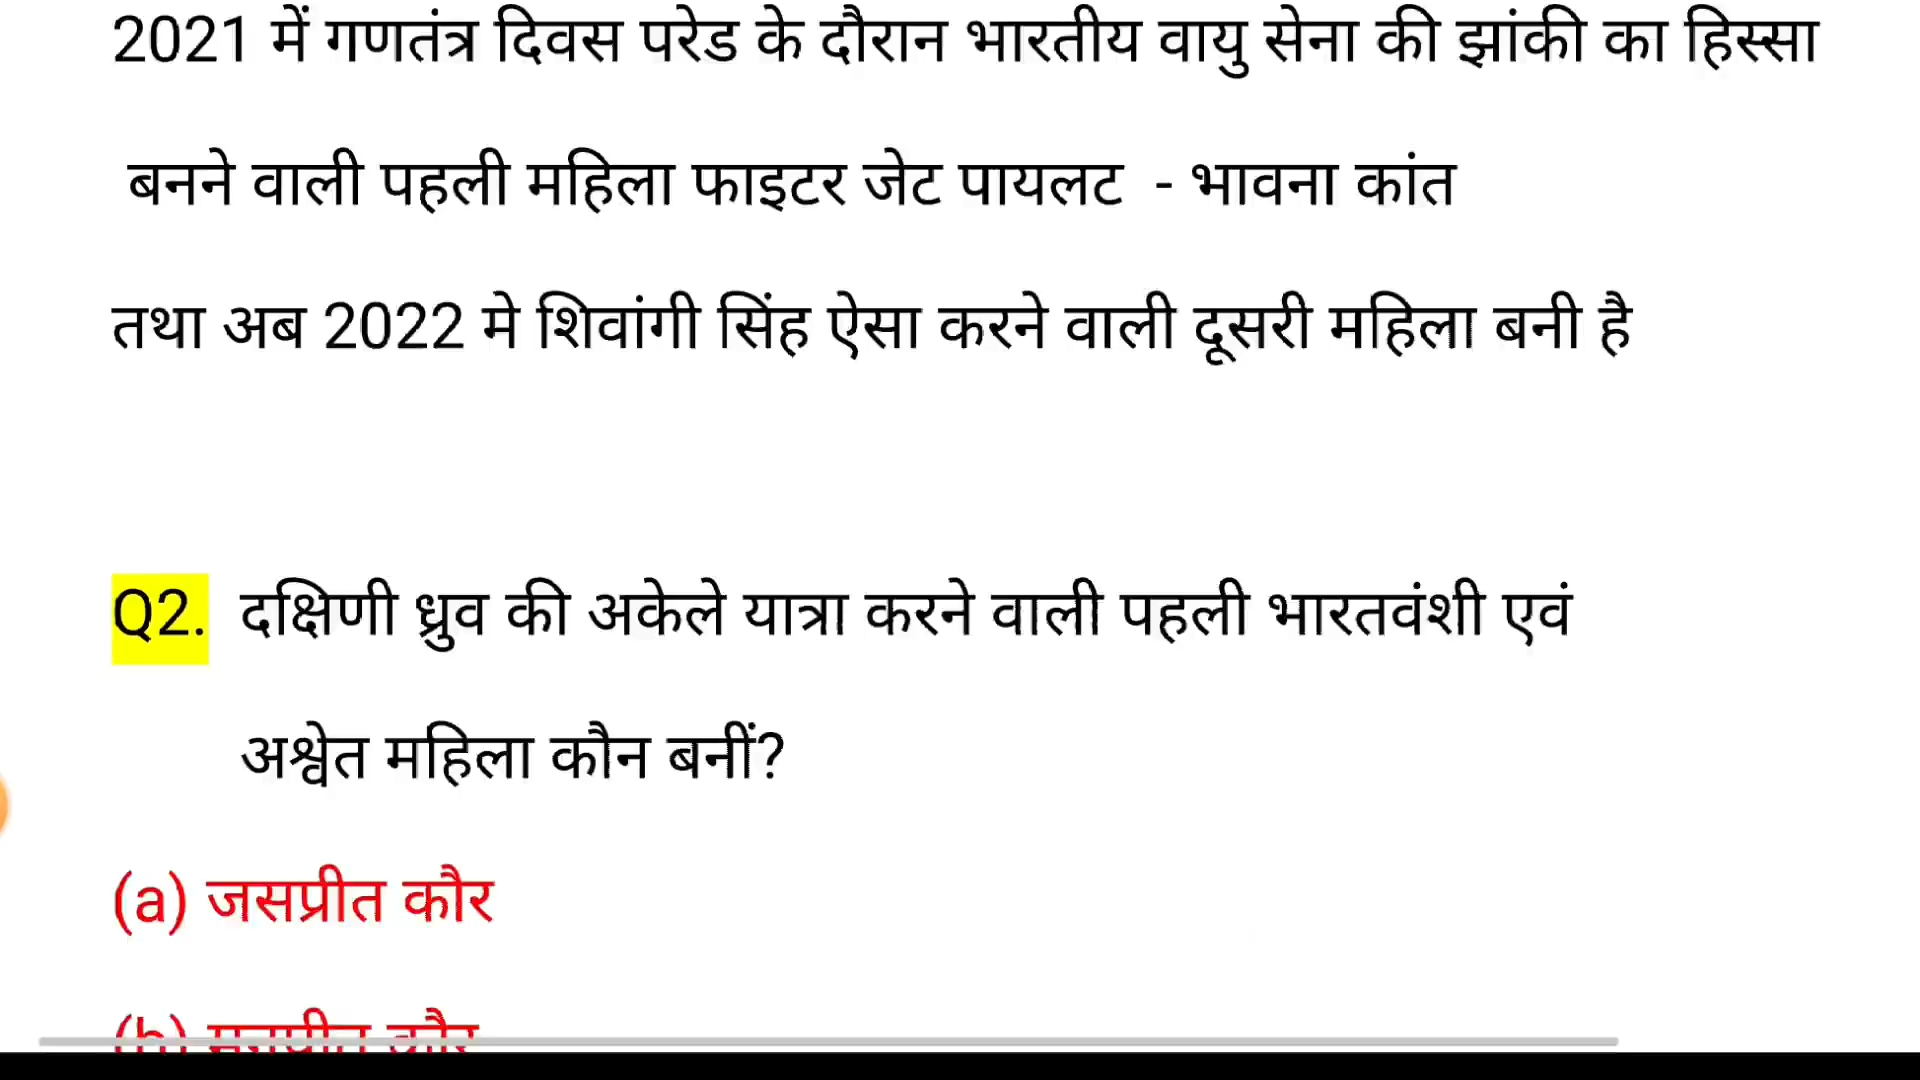 2021 में गणतंत्र दिवस परेड के दौरान भारतीय वायु सेना की झांकी का हिस्सा
बनने वाली पहली महिला फाइटर जेट पायलट - भावना कांत
तथा अब 2022 मे शिवांगी सिंह ऐसा करने वाली दूसरी महिला बनी है
Q2. दक्षिणी ध्रुव की अकेले यात्रा करने वाली पहली भारतवंशी एवं
अश्वेत महिला कौन बनीं?
(a) जसप्रीत कौर
(b) कौर